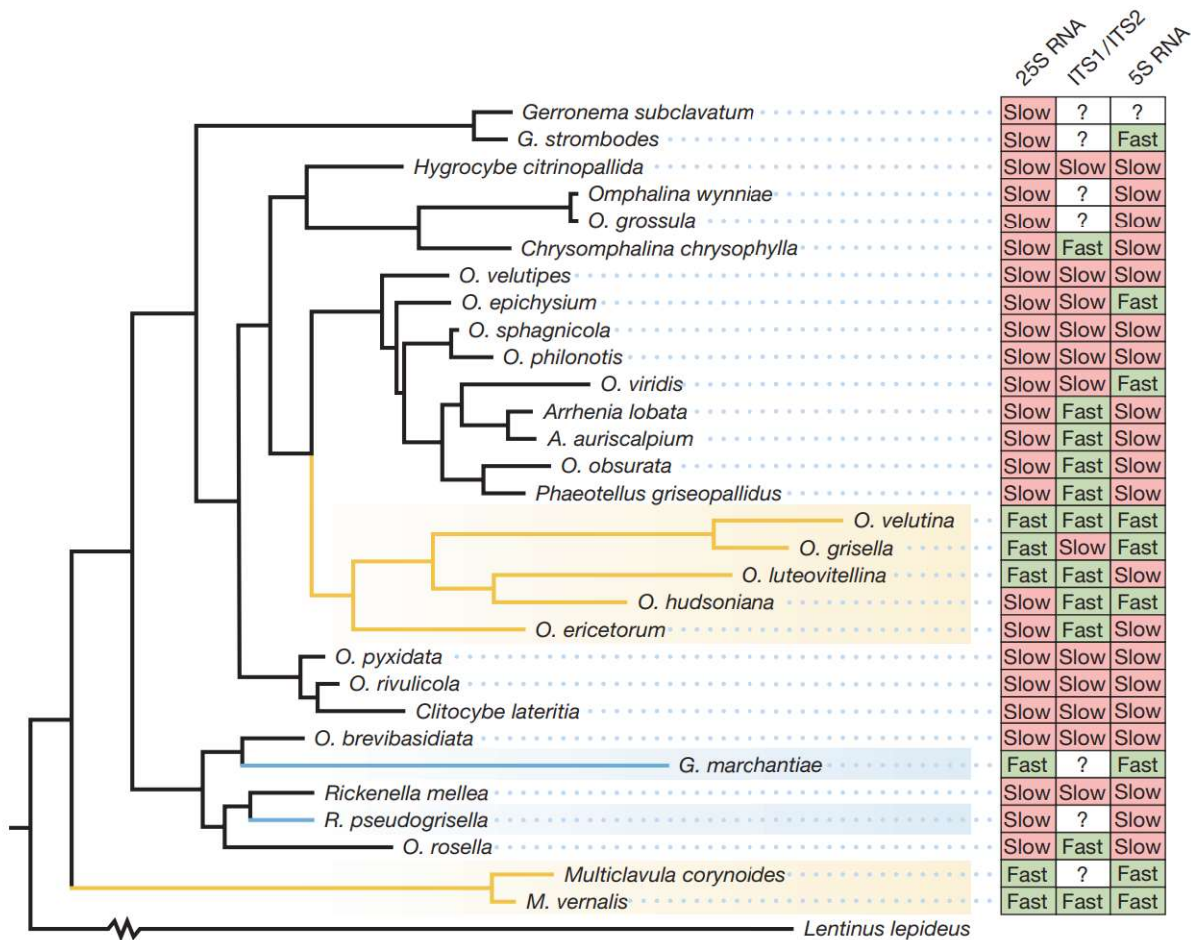 25S RNA ITS1/ITS2 5S RNA
Gerronema subclavatum Slow ? ?
G. strombodes Slow ? Fast
Hygrocybe citrinopallida Slow Slow Slow
Omphalina wynniae Slow ? Slow
O. grossula Slow ? Slow
Chrysomphalina chrysophylla Slow Fast Slow
O. velutipes Slow Slow Slow
O. epichysium Slow Slow Fast
O. sphagnicola Slow Slow Slow
O. philonotis Slow Slow Slow
O. viridis Slow Slow Fast
Arrhenia lobata Slow Fast Slow
A. auriscalpium Slow Fast Slow
O. obsurata Slow Fast Slow
Phaeotellus griseopallidus Slow Fast Slow
O. velutina Fast Fast Fast
O. grisella Fast Slow Fast
O. luteovitellina Fast Fast Slow
O. hudsoniana Slow Fast Fast
O. ericetorum Slow Fast Slow
O. pyxidata Slow Slow Slow
O. rivulicola Slow Slow Slow
Clitocybe lateritia Slow Slow Slow
O. brevibasidiata Slow Slow Slow
G. marchantiae Fast ? Fast
Rickenella mellea Slow Slow Slow
R. pseudogrisella Slow ? Slow
O. rosella Slow Fast Slow
Multiclavula corynoides Fast ? Fast
M. vernalis Fast Fast Fast
Lentinus lepideus